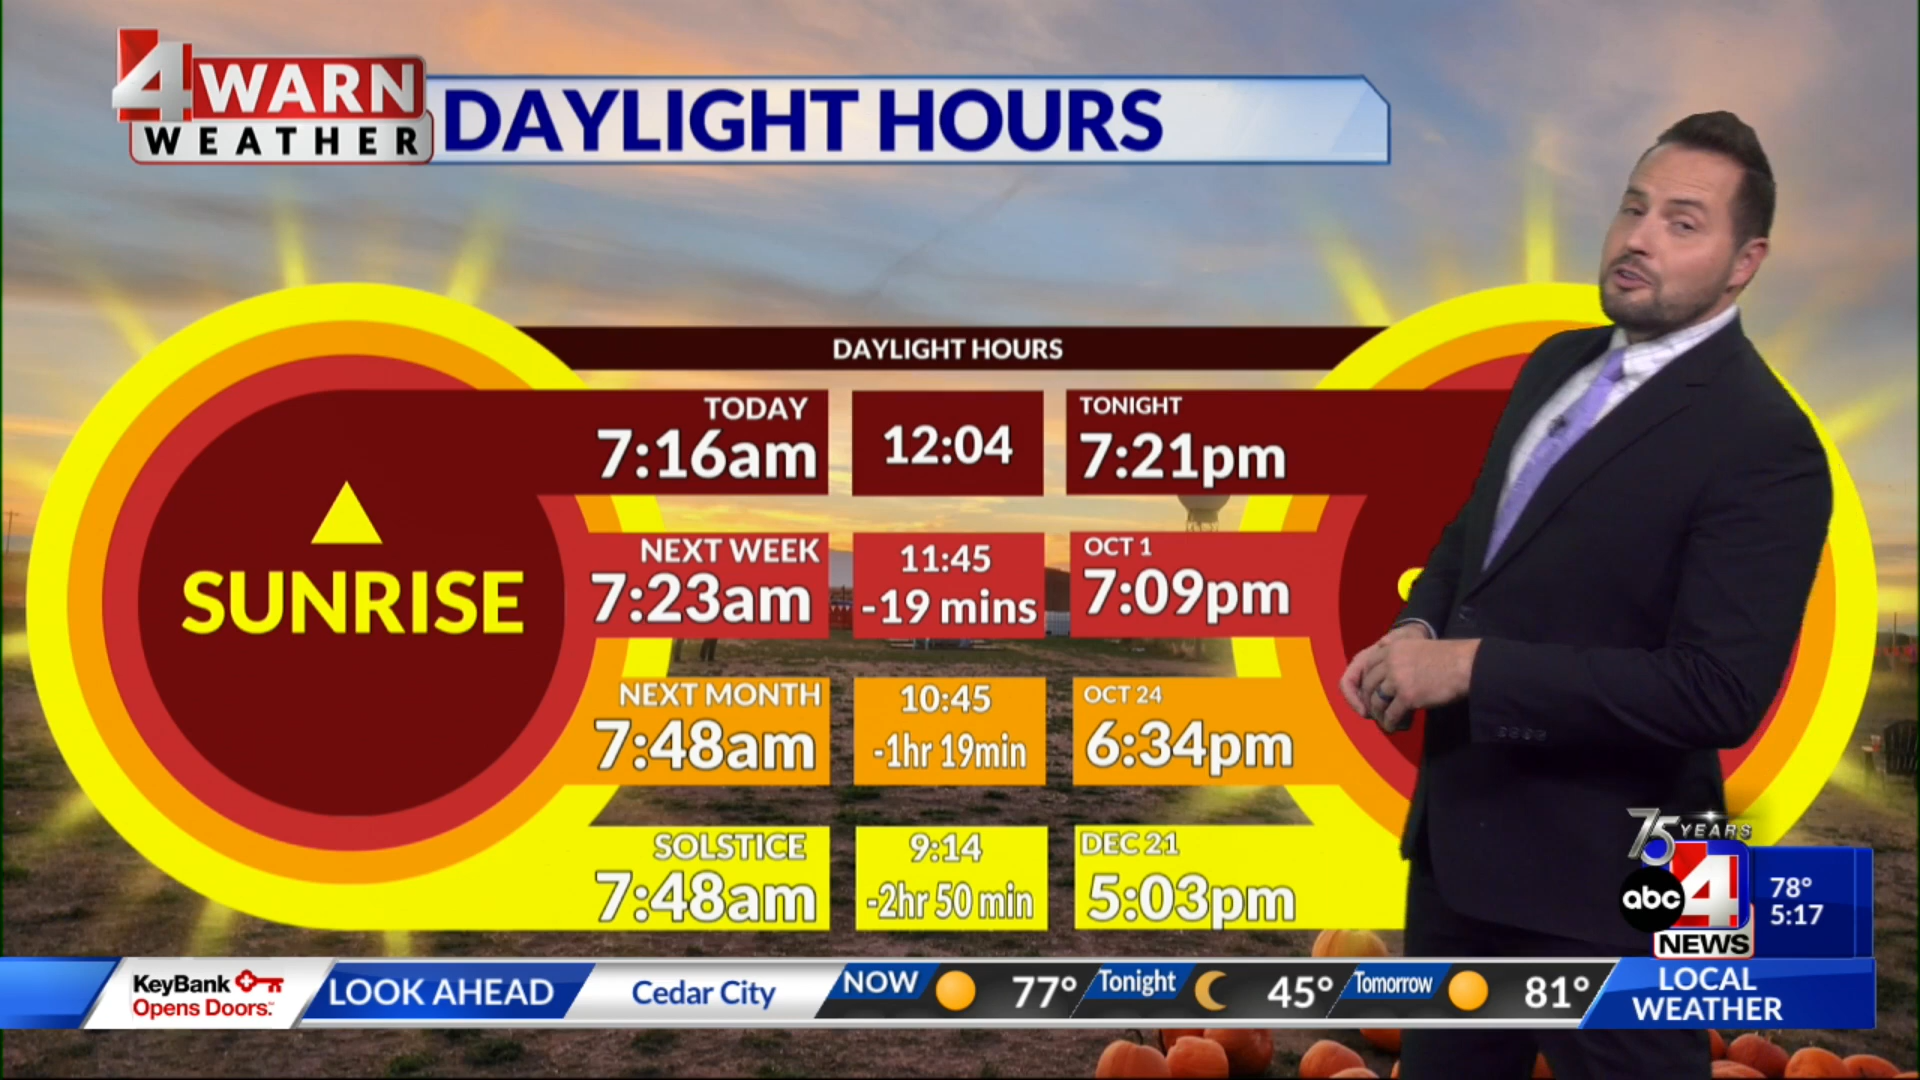 4WARN
WEATHER
DAYLIGHT HOURS
DAYLIGHT HOURS
TODAY
7:16am
12:04
TONIGHT
7:21pm
SUNRISE
NEXT WEEK
7:23am
11:45
-19 mins
OCT 1
7:09pm
NEXT MONTH
7:48am
10:45
-1hr 19min
OCT 24
6:34pm
SOLSTICE
7:48am
9:14
-2hr 50 min
DEC 21
5:03pm
75 YEARS
abc 4
NEWS
78°
5:17
KeyBank
Opens Doors.
LOOK AHEAD
Cedar City
NOW
77°
Tonight
45°
Tomorrow
81°
LOCAL
WEATHER